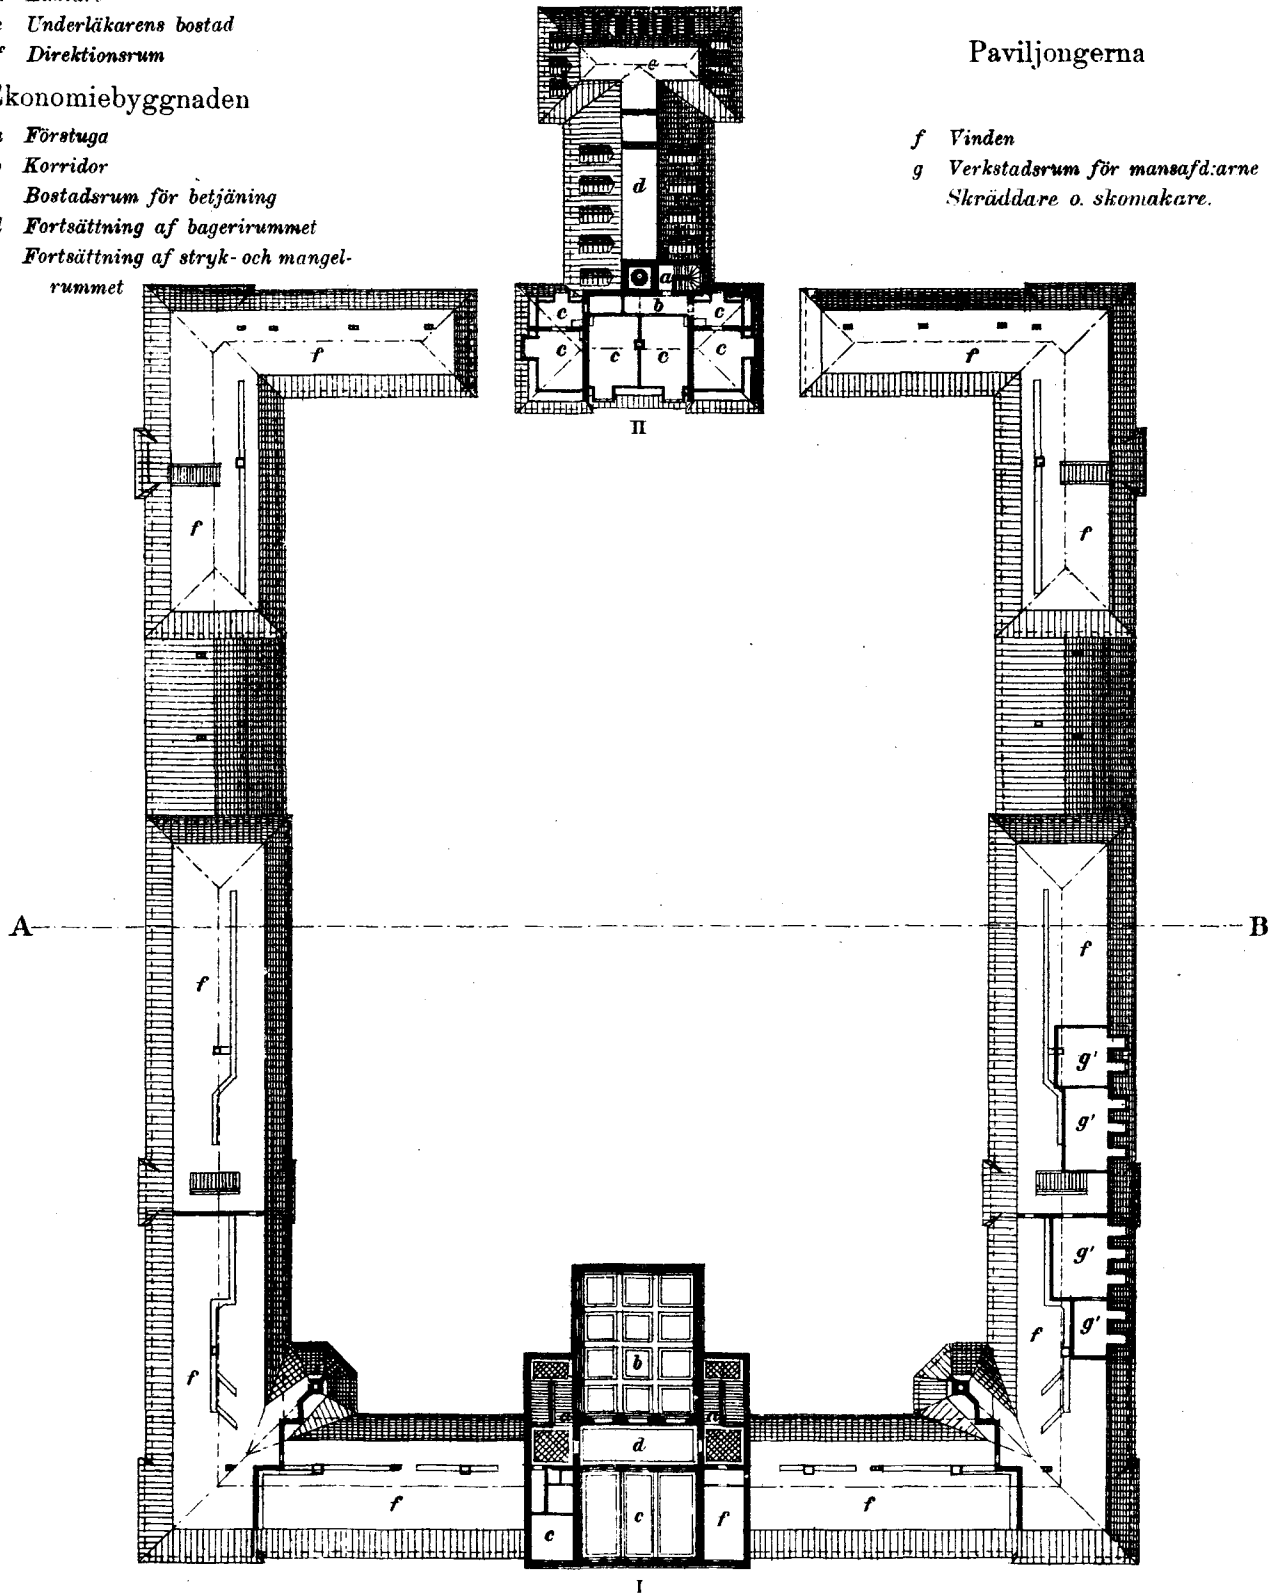 Underläkarens bostad
f Direktionsrum
Ekonomiebyggnaden
Förstuga
Korridor
Bostadsrum för betjäning
Fortsättning af bagerirummet
Fortsättning af stryk- och mangel-
rummet
Paviljongerna
f Vinden
g Verkstadsrum för mansafd:arne
Skräddare o. skomakare.
e
d
a
b
c c
c c c c
II
f f
f f
A B
f f
g'
g'
g'
g'
f f
b
a a
d
f c f
c f
I